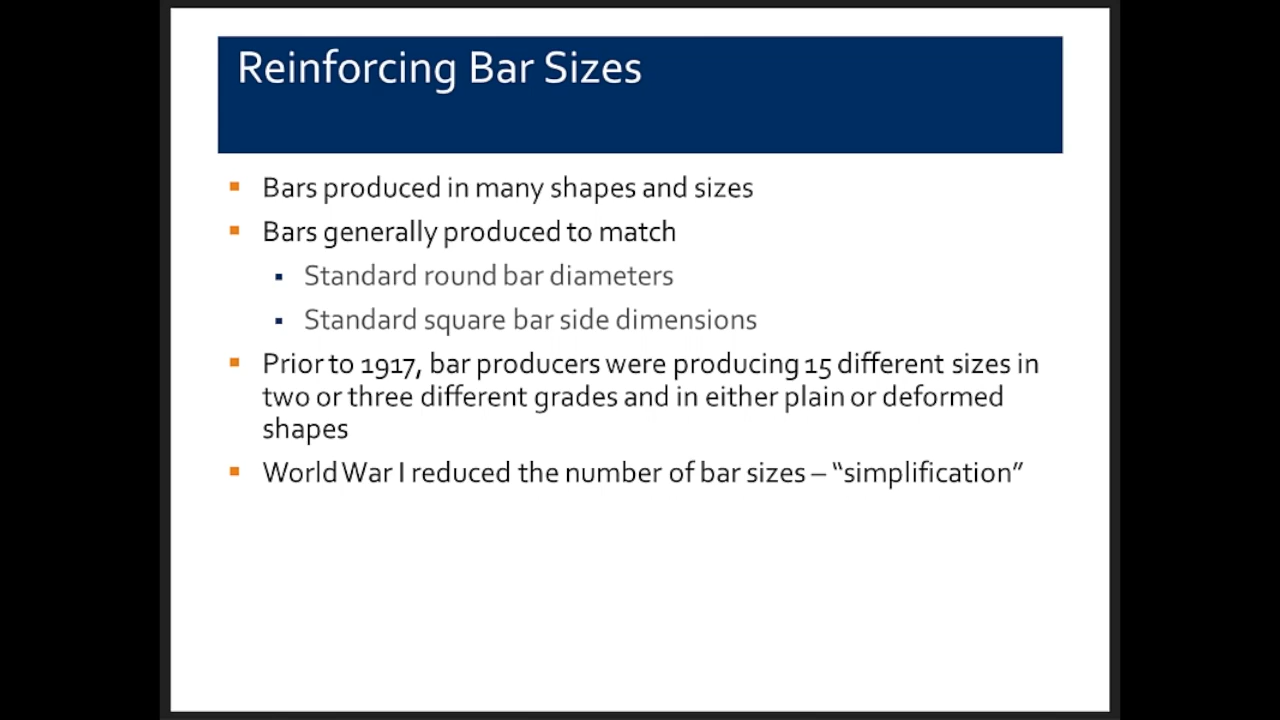 Reinforcing Bar Sizes
Bars produced in many shapes and sizes
Bars generally produced to match
Standard round bar diameters
Standard square bar side dimensions
Prior to 1917, bar producers were producing 15 different sizes in
two or three different grades and in either plain or deformed
shapes
World War I reduced the number of bar sizes – “simplification”